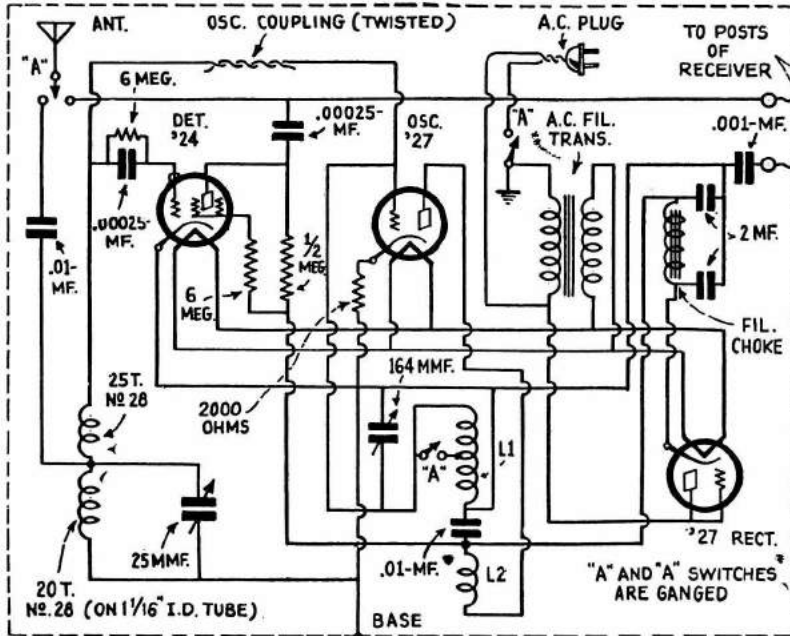 ANT.
OSC. COUPLING (TWISTED)
A.C. PLUG
TO POSTS
OF
RECEIVER
"A"
6 MEG.
DET.
'24
.00025-
MF.
OSC.
'27
"A"
A.C. FIL.
TRANS.
.001-MF.
.00025-
MF.
.01-
MF.
1/2
MEG.
6
MEG.
2 MF.
FIL.
CHOKE
25T.
No 28
2000
OHMS
164 MMF.
"A"
L1
25 MMF.
.01-MF.
L2
'27 RECT.
20 T.
No. 28 (ON 1 1/16" I.D. TUBE)
BASE
"A" AND "A" SWITCHES
ARE GANGED